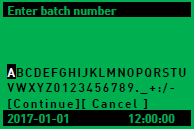 Enter batch number
ABCDEFGHIJKLMNOPQRSTU
VWXYZ0123456789._+:/-
[Continue][ Cancel ]
2017-01-01 12:00:00